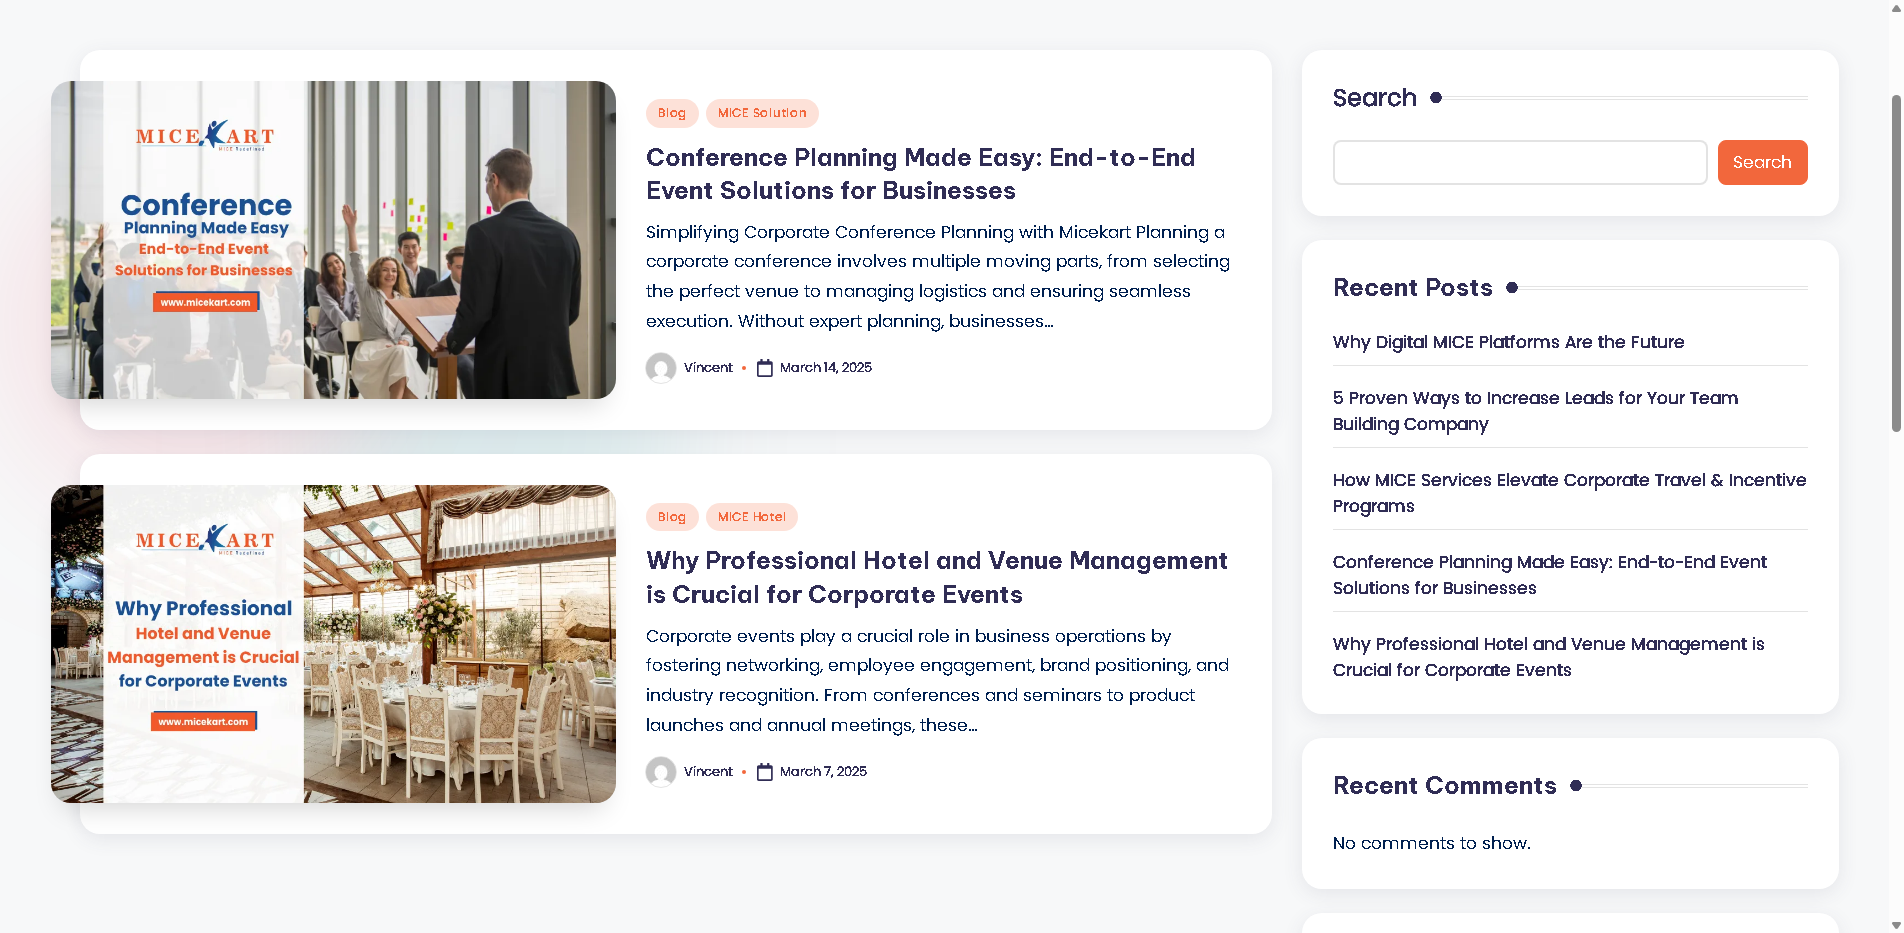 MICEKART
MICE Redefined
Conference
Planning Made Easy
End-to-End Event
Solutions for Businesses
www.micekart.com
Blog
MICE Solution
Conference Planning Made Easy: End-to-End
Event Solutions for Businesses
Simplifying Corporate Conference Planning with Micekart Planning a
corporate conference involves multiple moving parts, from selecting
the perfect venue to managing logistics and ensuring seamless
execution. Without expert planning, businesses...
Vincent • March 14, 2025
MICEKART
MICE Redefined
Why Professional
Hotel and Venue
Management is Crucial
for Corporate Events
www.micekart.com
Blog
MICE Hotel
Why Professional Hotel and Venue Management
is Crucial for Corporate Events
Corporate events play a crucial role in business operations by
fostering networking, employee engagement, brand positioning, and
industry recognition. From conferences and seminars to product
launches and annual meetings, these...
Vincent • March 7, 2025
Search
Search
Recent Posts
Why Digital MICE Platforms Are the Future
5 Proven Ways to Increase Leads for Your Team
Building Company
How MICE Services Elevate Corporate Travel & Incentive
Programs
Conference Planning Made Easy: End-to-End Event
Solutions for Businesses
Why Professional Hotel and Venue Management is
Crucial for Corporate Events
Recent Comments
No comments to show.